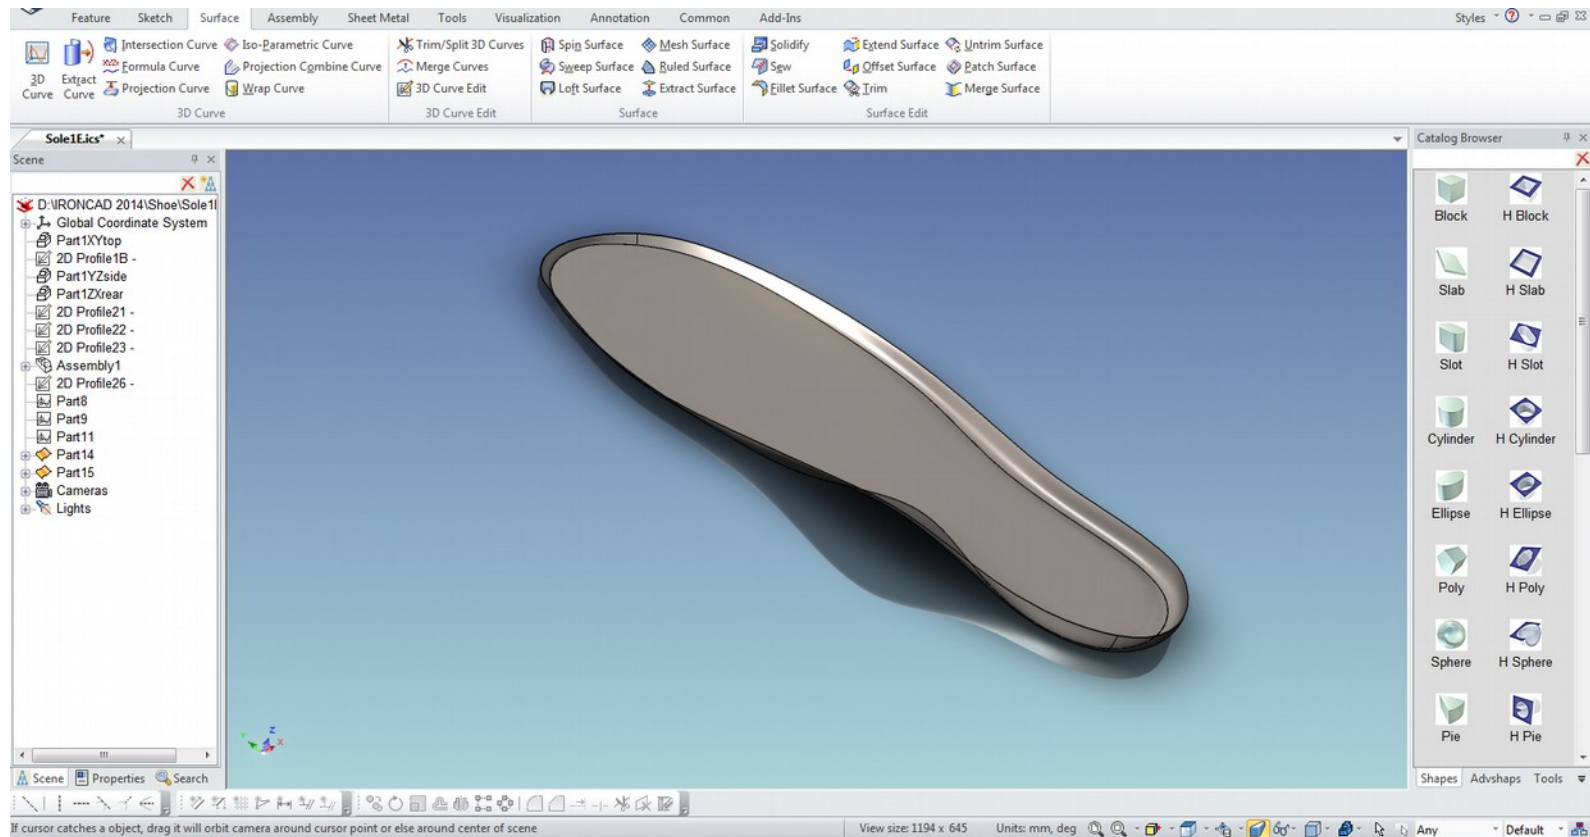 Feature Sketch Surface Assembly Sheet Metal Tools Visualization Annotation Common Add-Ins Styles
Intersection Curve Iso-Parametric Curve Trim/Split 3D Curves Spin Surface Mesh Surface Solidify Extend Surface Untrim Surface
3D Curve Extract Curve Formula Curve Projection Combine Curve Merge Curves Sweep Surface Ruled Surface Sew Offset Surface Patch Surface
Projection Curve Wrap Curve 3D Curve Edit Loft Surface Extract Surface Fillet Surface Trim Merge Surface
3D Curve 3D Curve Edit Surface Surface Edit
Sole1E.ics*
Scene
D:\IRONCAD 2014\Shoe\Sole1
Global Coordinate System
Part1XYtop
2D Profile1B -
Part1YZside
Part1ZXrear
2D Profile21 -
2D Profile22 -
2D Profile23 -
Assembly1
2D Profile26 -
Part8
Part9
Part11
Part14
Part15
Cameras
Lights
Scene Properties Search
Z
Y X
Catalog Browser
Block H Block
Slab H Slab
Slot H Slot
Cylinder H Cylinder
Ellipse H Ellipse
Poly H Poly
Sphere H Sphere
Pie H Pie
Shapes Advshaps Tools
If cursor catches a object, drag it will orbit camera around cursor point or else around center of scene View size: 1194 x 645 Units: mm, deg Any Default